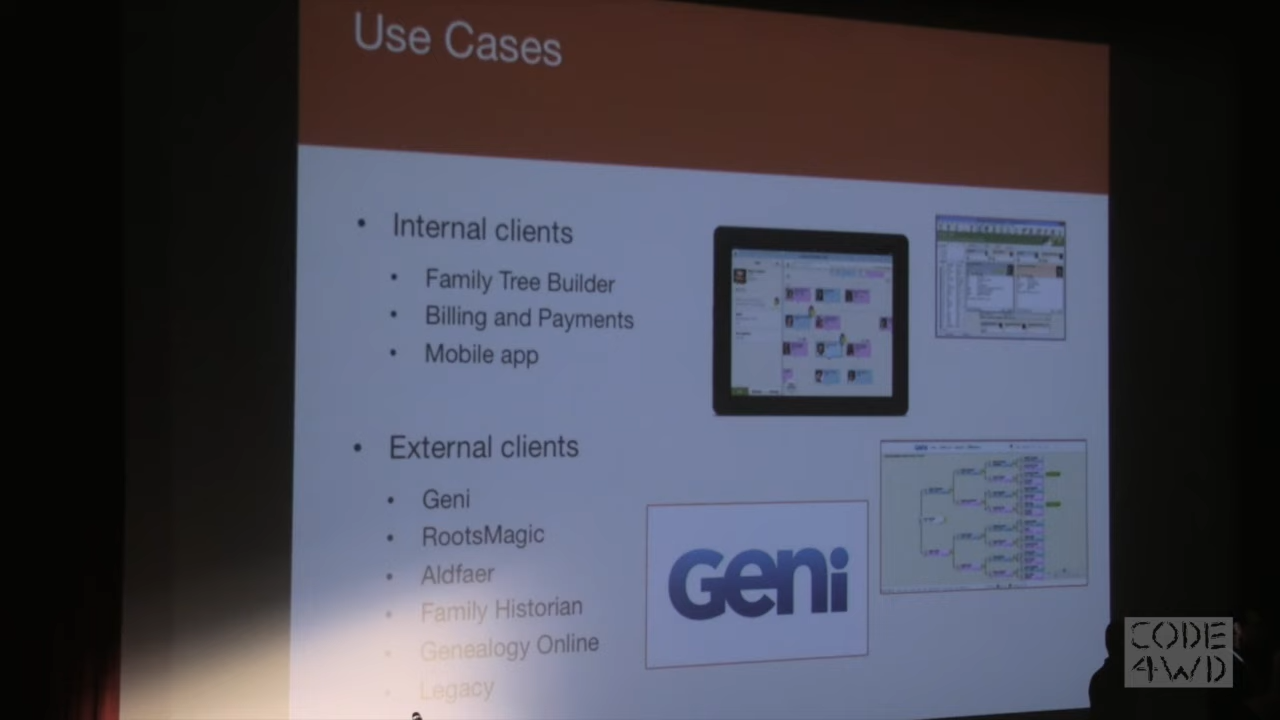 Use Cases
• Internal clients
• Family Tree Builder
• Billing and Payments
• Mobile app
• External clients
• Geni
• RootsMagic
• Aldfaer
• Family Historian
• Genealogy Online
• Legacy
Geni
Geni
CODE
4WD